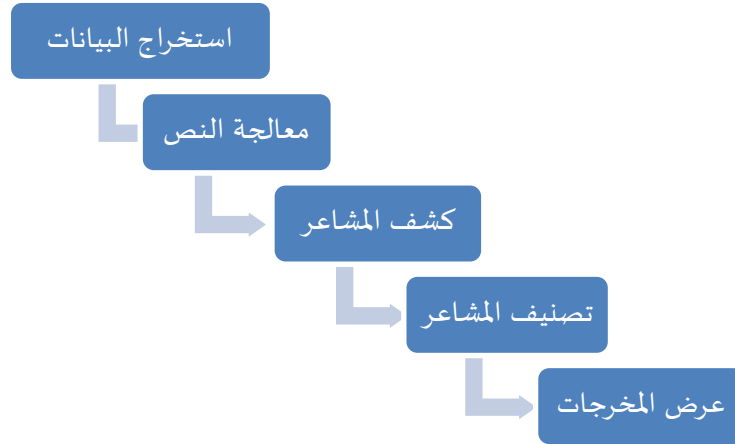 استخراج البيانات
معالجة النص
كشف المشاعر
تصنيف المشاعر
عرض المخرجات